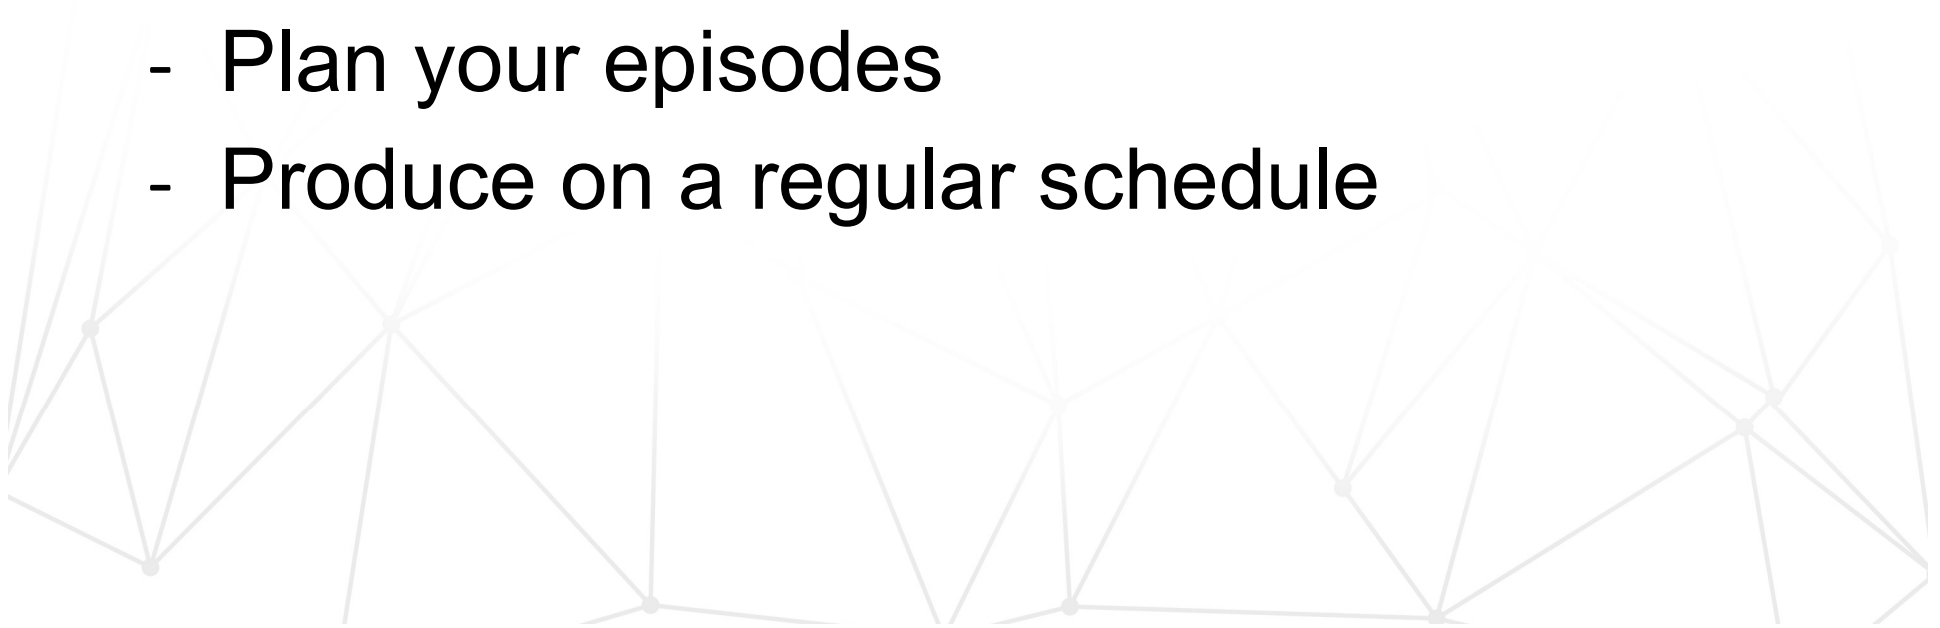 - Plan your episodes
- Produce on a regular schedule